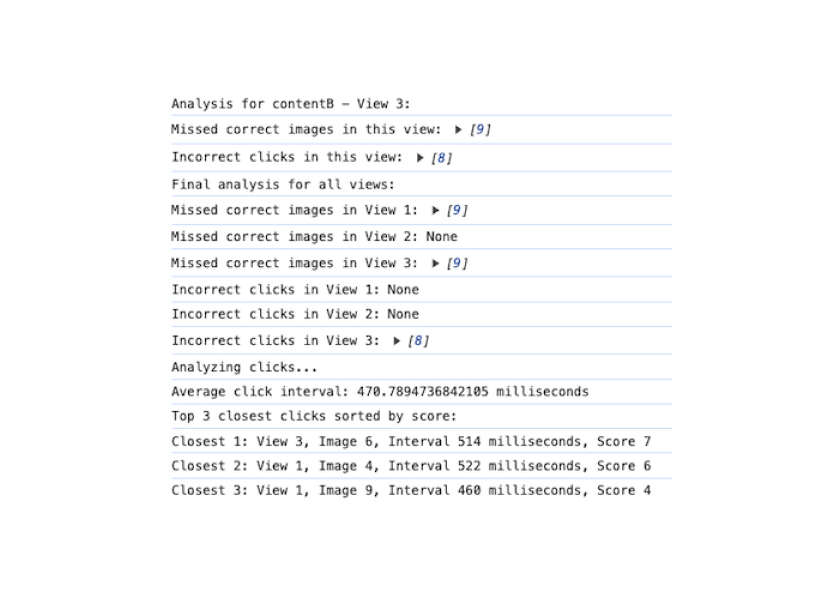 Analysis for contentB – View 3:
Missed correct images in this view: ▶ [9]
Incorrect clicks in this view: ▶ [8]
Final analysis for all views:
Missed correct images in View 1: ▶ [9]
Missed correct images in View 2: None
Missed correct images in View 3: ▶ [9]
Incorrect clicks in View 1: None
Incorrect clicks in View 2: None
Incorrect clicks in View 3: ▶ [8]
Analyzing clicks...
Average click interval: 470.7894736842105 milliseconds
Top 3 closest clicks sorted by score:
Closest 1: View 3, Image 6, Interval 514 milliseconds, Score 7
Closest 2: View 1, Image 4, Interval 522 milliseconds, Score 6
Closest 3: View 1, Image 9, Interval 460 milliseconds, Score 4